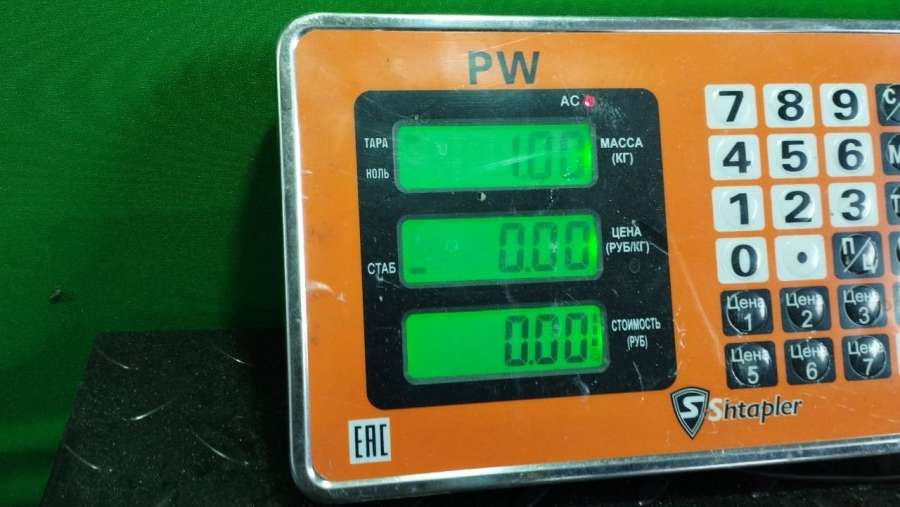 PW
AC
ТАРА
НОЛЬ
1.00
МАССА
(КГ)
0.00
ЦЕНА
(РУБ/КГ)
СТАБ
0.00
СТОИМОСТЬ
(РУБ)
7 8 9
4 5 6
1 2 3
0 .
Цена 1
Цена 2
Цена 3
Цена 5
Цена 6
Цена 7
S Shtapler
EAC